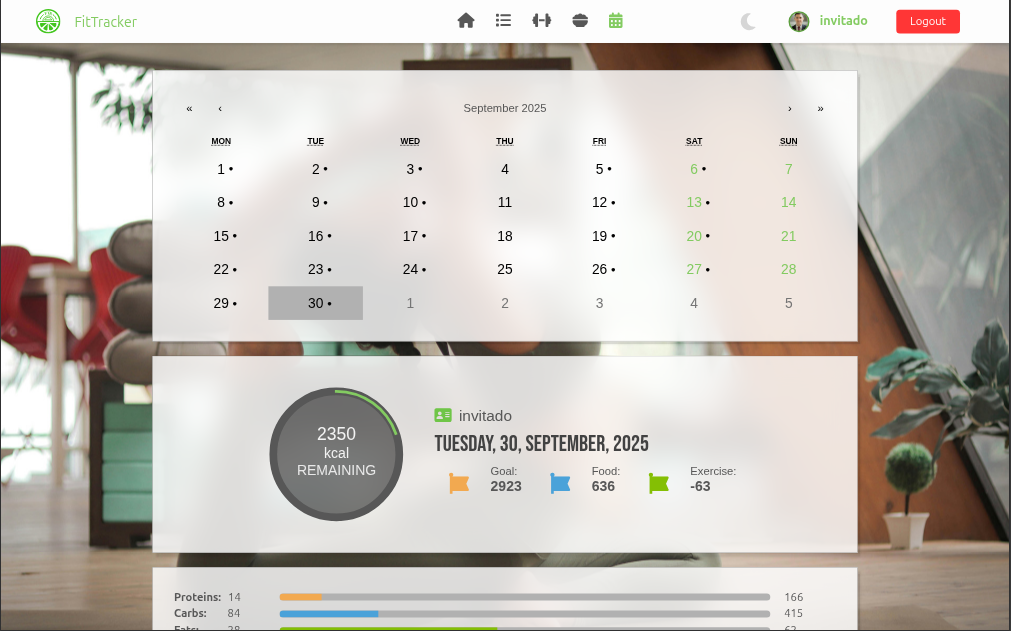 FitTracker invitado Logout
« ‹ September 2025 › »
MON TUE WED THU FRI SAT SUN
1 • 2 • 3 • 4 5 • 6 • 7
8 • 9 • 10 • 11 12 • 13 • 14
15 • 16 • 17 • 18 19 • 20 • 21
22 • 23 • 24 • 25 26 • 27 • 28
29 • 30 • 1 2 3 4 5
2350
kcal
REMAINING
invitado
TUESDAY, 30, SEPTEMBER, 2025
Goal: Food: Exercise:
2923 636 -63
Proteins: 14 166
Carbs: 84 415
Fats: 28 62